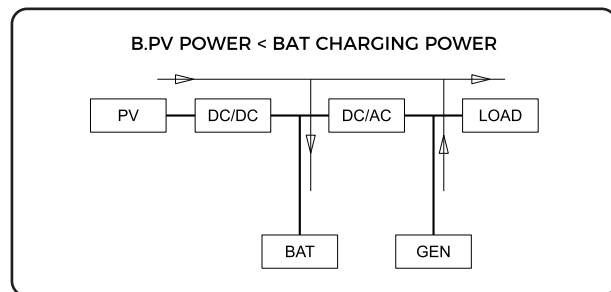 B.PV POWER < BAT CHARGING POWER
PV DC/DC DC/AC LOAD
BAT GEN